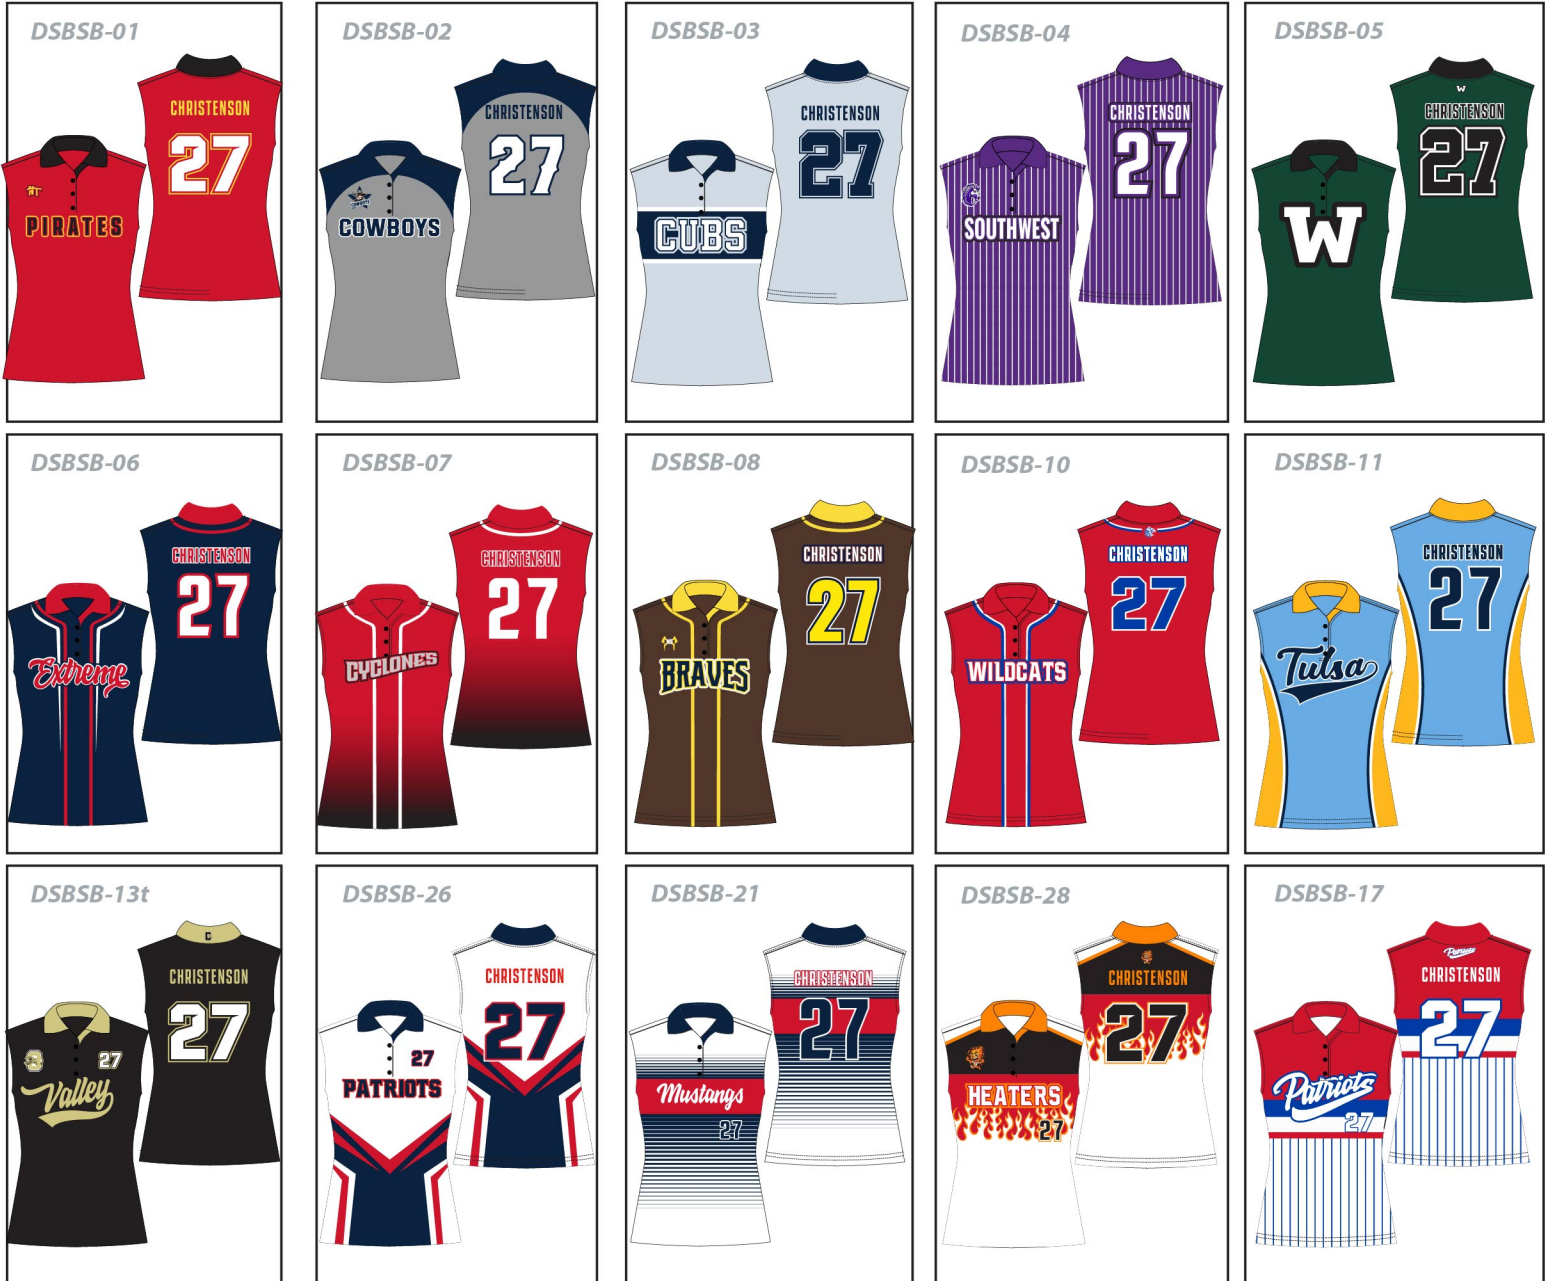 DSBSB-01
CHRISTENSON
27
PIRATES
DSBSB-02
CHRISTENSON
27
COWBOYS
DSBSB-03
CHRISTENSON
27
CUBS
DSBSB-04
CHRISTENSON
27
SOUTHWEST
DSBSB-05
W
CHRISTENSON
27
W
DSBSB-06
CHRISTENSON
27
Extreme
DSBSB-07
CHRISTENSON
27
CYCLONES
DSBSB-08
CHRISTENSON
27
BRAVES
DSBSB-10
CHRISTENSON
27
WILDCATS
DSBSB-11
CHRISTENSON
27
Tulsa
DSBSB-13t
CHRISTENSON
27
27
Valley
DSBSB-26
CHRISTENSON
27
27
PATRIOTS
DSBSB-21
CHRISTENSON
27
Mustangs
27
DSBSB-28
CHRISTENSON
27
HEATERS
27
DSBSB-17
Patriots
CHRISTENSON
27
Patriots
27